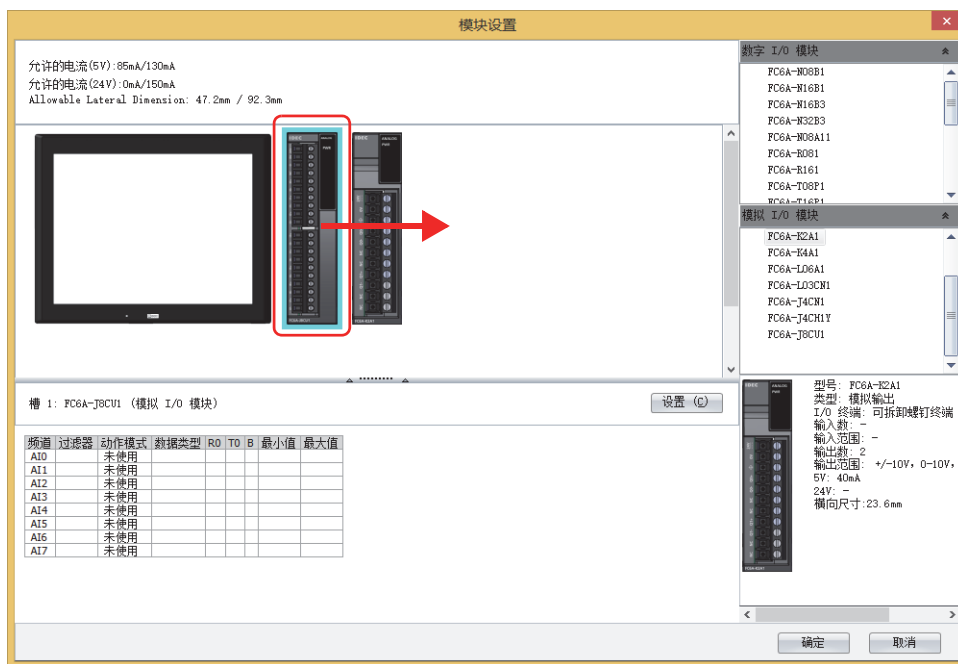 模块设置
允许的电流(5V):85mA/130mA
允许的电流(24V):0mA/150mA
Allowable Lateral Dimension: 47.2mm / 92.3mm
数字 I/O 模块
FC6A-N08B1
FC6A-N16B1
FC6A-N16B3
FC6A-N32B3
FC6A-N08A11
FC6A-R081
FC6A-R161
FC6A-T08P1
FC6A-T16P1
模拟 I/O 模块
FC6A-K2A1
FC6A-K4A1
FC6A-L06A1
FC6A-L03CN1
FC6A-J4CN1
FC6A-J4CH1Y
FC6A-J8CU1
槽 1: FC6A-J8CU1 (模拟 I/O 模块)
设置 (C)
频道 过滤器 动作模式 数据类型 R0 T0 B 最小值 最大值
AI0 未使用
AI1 未使用
AI2 未使用
AI3 未使用
AI4 未使用
AI5 未使用
AI6 未使用
AI7 未使用
型号: FC6A-K2A1
类型: 模拟输出
I/O 终端: 可拆卸螺钉终端
输入数: -
输入范围: -
输出数: 2
输出范围: +/-10V, 0-10V,
5V: 40mA
24V: -
横向尺寸:23.6mm
确定 取消